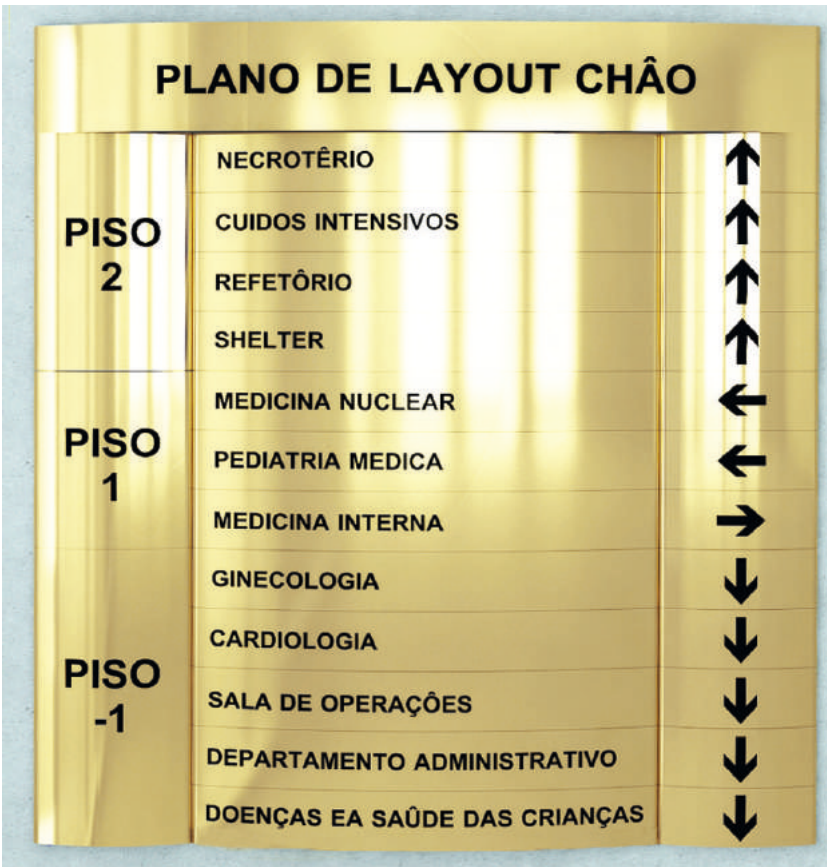 PLANO DE LAYOUT CHÂO
PISO
2
NECROTÊRIO
CUIDOS INTENSIVOS
REFETÔRIO
SHELTER
PISO
1
MEDICINA NUCLEAR
PEDIATRIA MEDICA
MEDICINA INTERNA
PISO
-1
GINECOLOGIA
CARDIOLOGIA
SALA DE OPERAÇÔES
DEPARTAMENTO ADMINISTRATIVO
DOENÇAS EA SAÛDE DAS CRIANÇAS